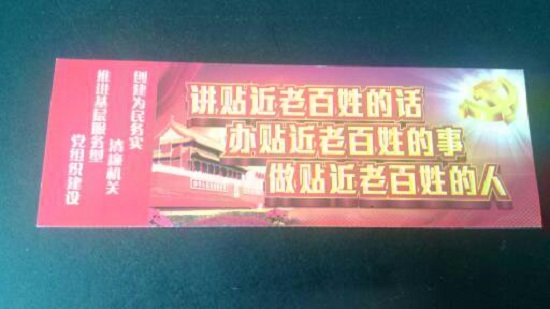 讲贴近老百姓的话
办贴近老百姓的事
做贴近老百姓的人
创建为民务实
清廉机关
推进基层服务型
党组织建设